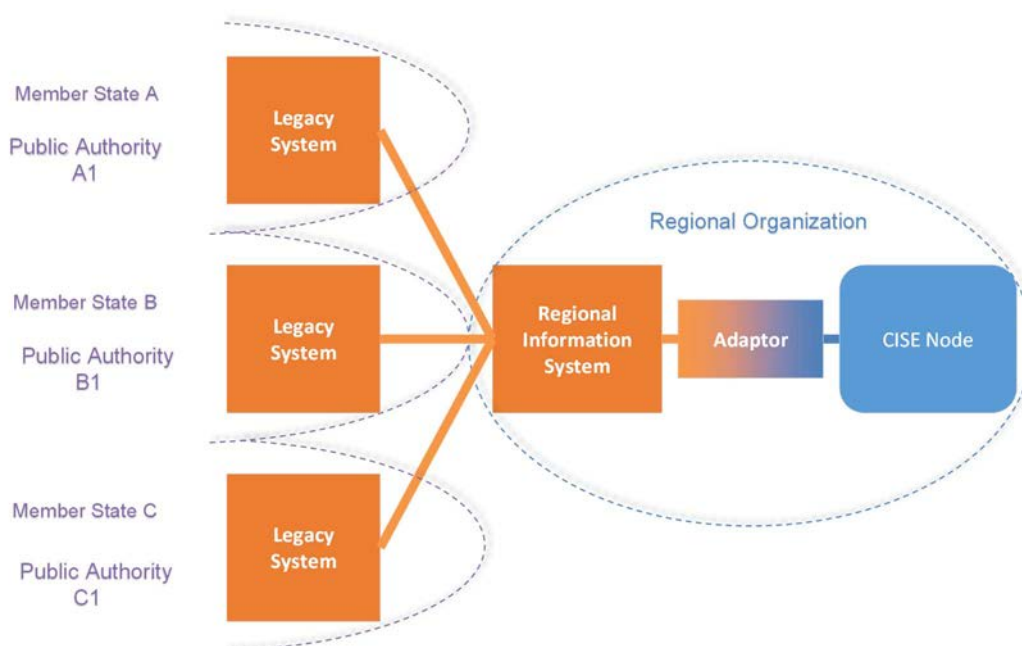 Member State A
Public Authority
A1
Legacy
System
Member State B
Public Authority
B1
Legacy
System
Member State C
Public Authority
C1
Legacy
System
Regional Organization
Regional
Information
System
Adaptor
CISE Node